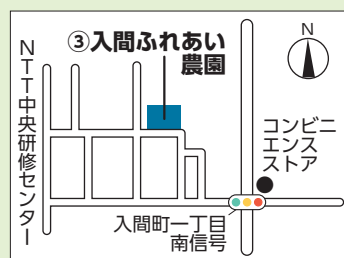 ③入間ふれあい
農園
N
NTT中央研修センター
コンビニ
エンス
ストア
入間町一丁目
南信号